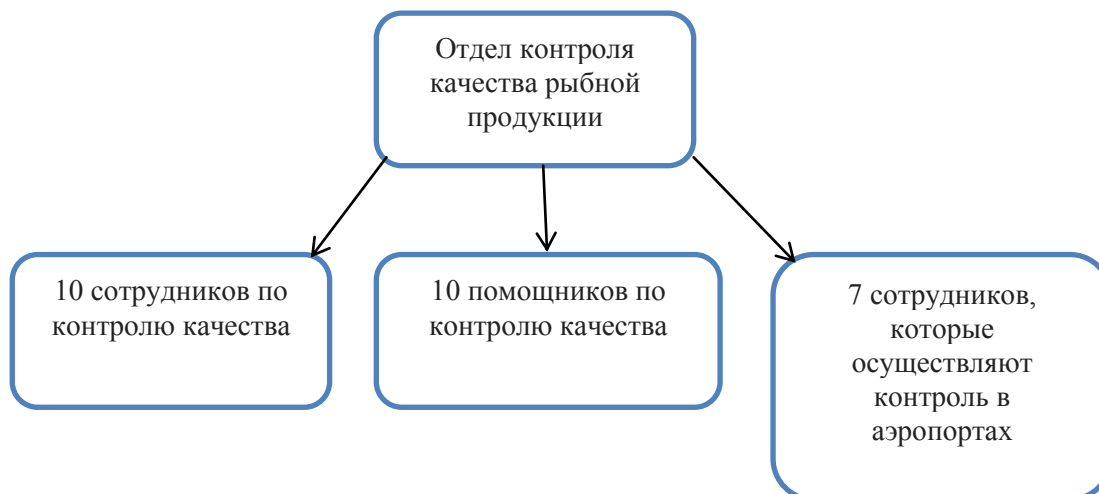 Отдел контроля
качества рыбной
продукции
10 сотрудников по
контролю качества
10 помощников по
контролю качества
7 сотрудников,
которые
осуществляют
контроль в
аэропортах